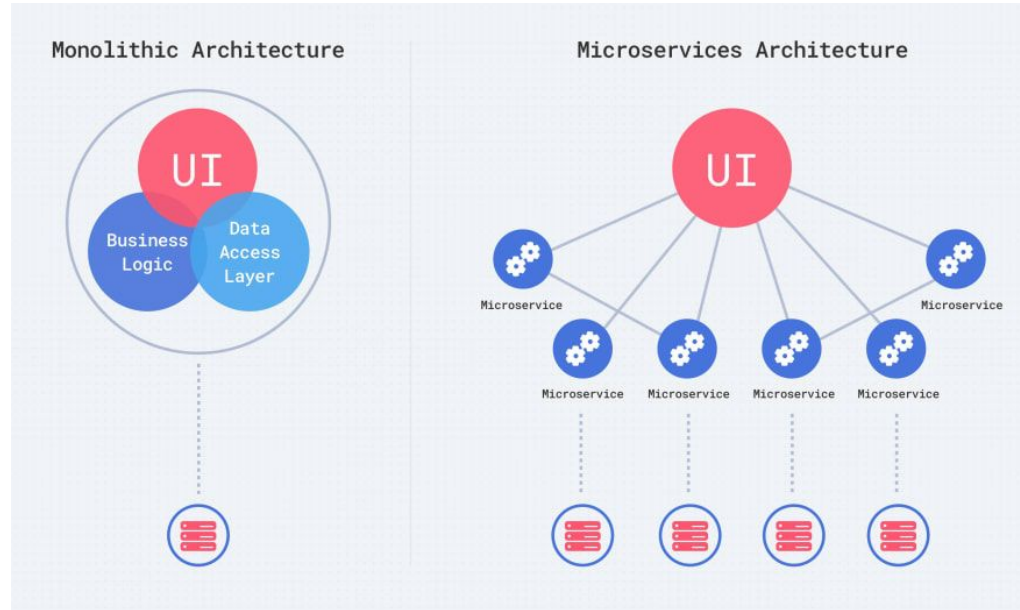 Monolithic Architecture
UI
Business
Logic
Data
Access
Layer
Microservices Architecture
UI
Microservice
Microservice
Microservice
Microservice
Microservice
Microservice